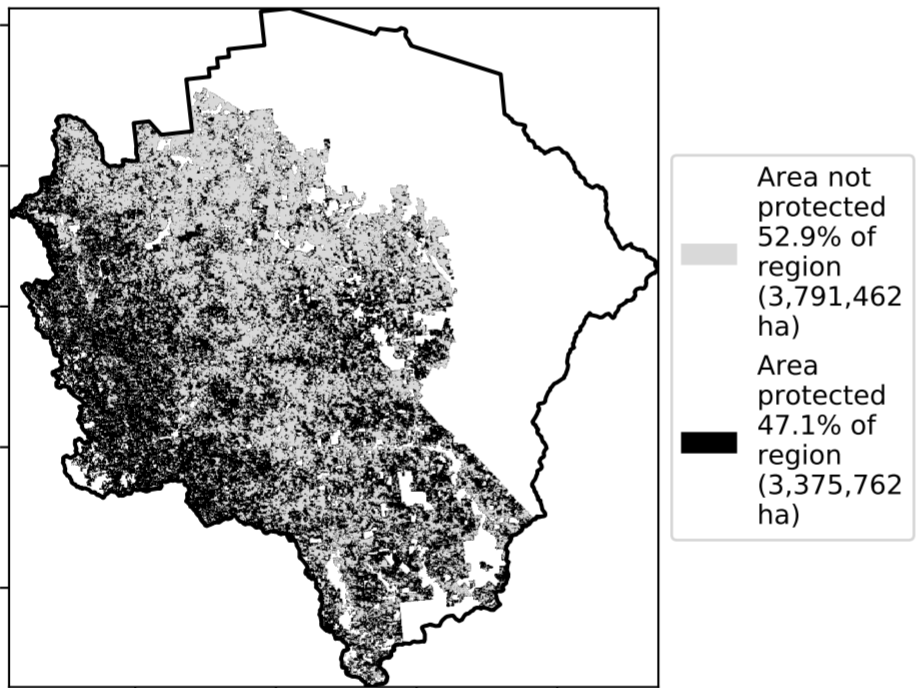 Area not
protected
52.9% of
region
(3,791,462
ha)
Area
protected
47.1% of
region
(3,375,762
ha)